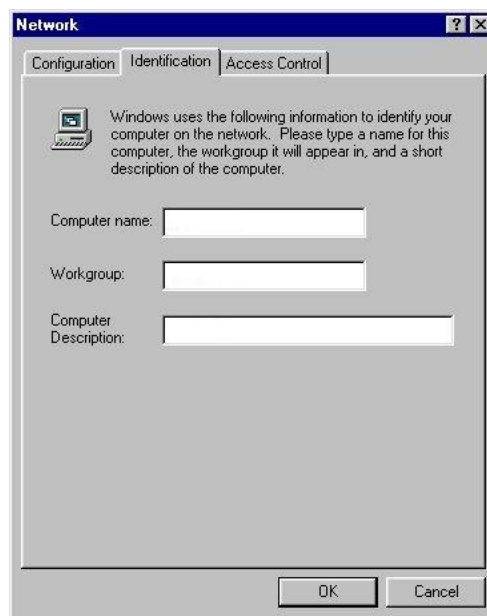 Network
Configuration Identification Access Control
Windows uses the following information to identify your
computer on the network. Please type a name for this
computer, the workgroup it will appear in, and a short
description of the computer.
Computer name:
Workgroup:
Computer
Description:
OK Cancel